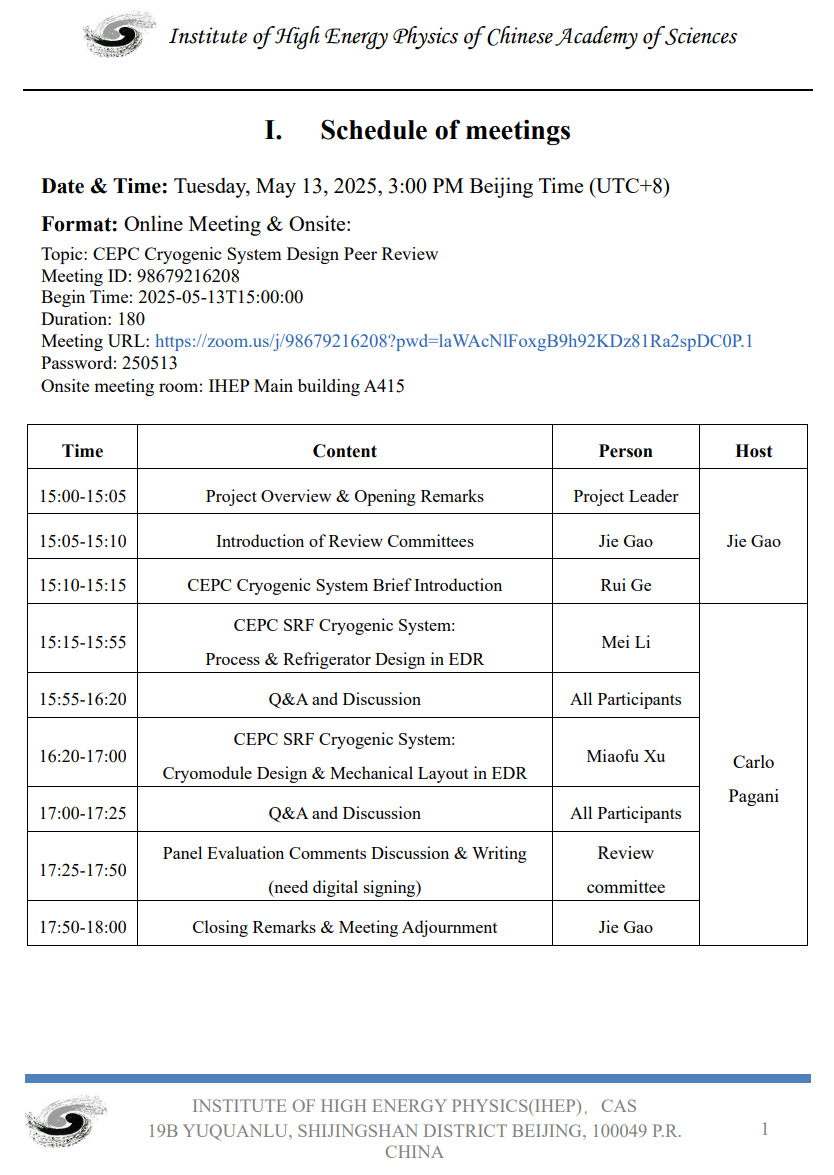 Institute of High Energy Physics of Chinese Academy of Sciences
I. Schedule of meetings
Date & Time: Tuesday, May 13, 2025, 3:00 PM Beijing Time (UTC+8)
Format: Online Meeting & Onsite:
Topic: CEPC Cryogenic System Design Peer Review
Meeting ID: 98679216208
Begin Time: 2025-05-13T15:00:00
Duration: 180
Meeting URL: https://zoom.us/j/98679216208?pwd=laWAcNlFoxgB9h92KDz81Ra2spDC0P.1
Password: 250513
Onsite meeting room: IHEP Main building A415
Time Content Person Host
15:00-15:05 Project Overview & Opening Remarks Project Leader
15:05-15:10 Introduction of Review Committees Jie Gao Jie Gao
15:10-15:15 CEPC Cryogenic System Brief Introduction Rui Ge
CEPC SRF Cryogenic System:
15:15-15:55 Mei Li
Process & Refrigerator Design in EDR
15:55-16:20 Q&A and Discussion All Participants
CEPC SRF Cryogenic System:
16:20-17:00 Miaofu Xu Carlo
Cryomodule Design & Mechanical Layout in EDR
Pagani
17:00-17:25 Q&A and Discussion All Participants
Panel Evaluation Comments Discussion & Writing Review
17:25-17:50
(need digital signing) committee
17:50-18:00 Closing Remarks & Meeting Adjournment Jie Gao
INSTITUTE OF HIGH ENERGY PHYSICS(IHEP)，CAS
19B YUQUANLU, SHIJINGSHAN DISTRICT BEIJING, 100049 P.R. 1
CHINA